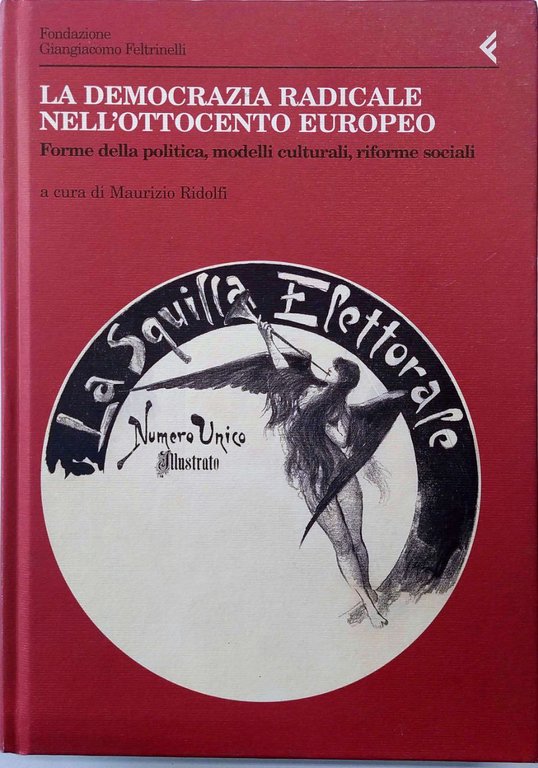 Fondazione
Giangiacomo Feltrinelli
LA DEMOCRAZIA RADICALE
NELL'OTTOCENTO EUROPEO
Forme della politica, modelli culturali, riforme sociali
a cura di Maurizio Ridolfi
La Squilla Elettorale
Numero Unico
Illustrato